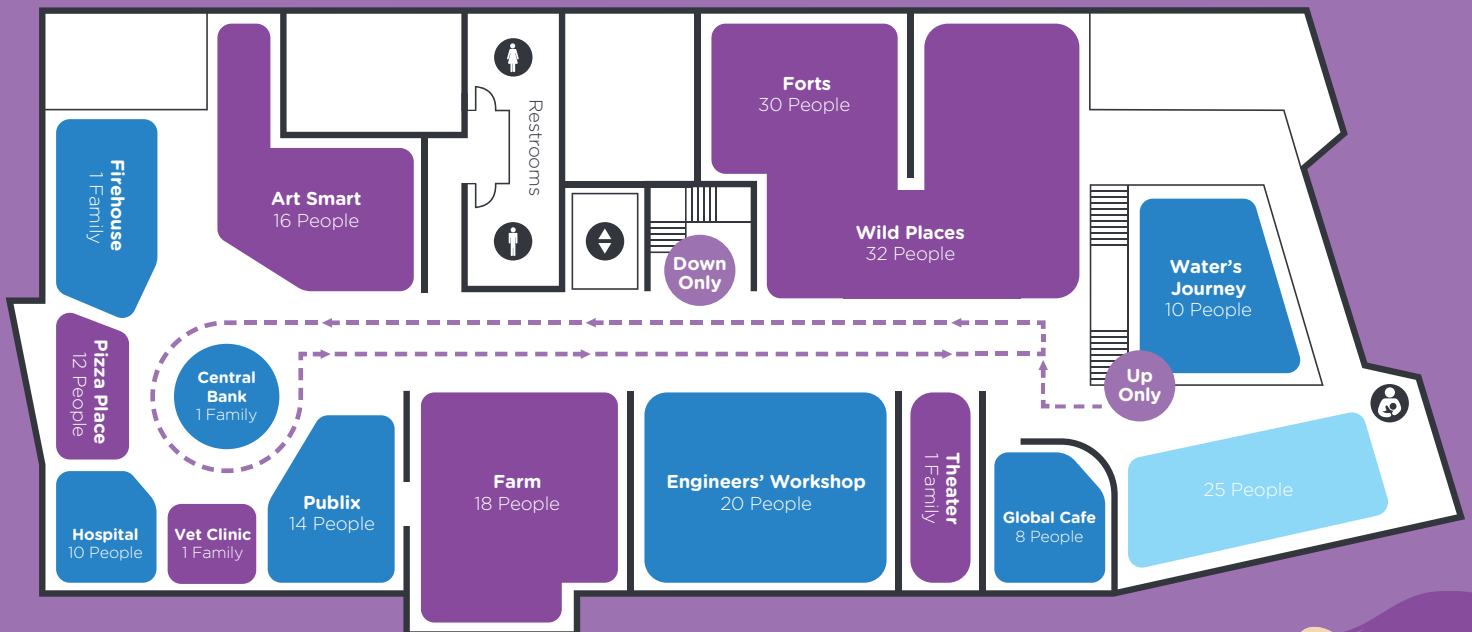 Forts
30 People
Restrooms
Firehouse
1 Family
Art Smart
16 People
Wild Places
32 People
Down
Only
Water’s
Journey
10 People
Pizza Place
12 People
Central
Bank
1 Family
Up
Only
Farm
18 People
Engineers’ Workshop
20 People
Theater
1 Family
25 People
Publix
14 People
Global Cafe
8 People
Hospital
10 People
Vet Clinic
1 Family